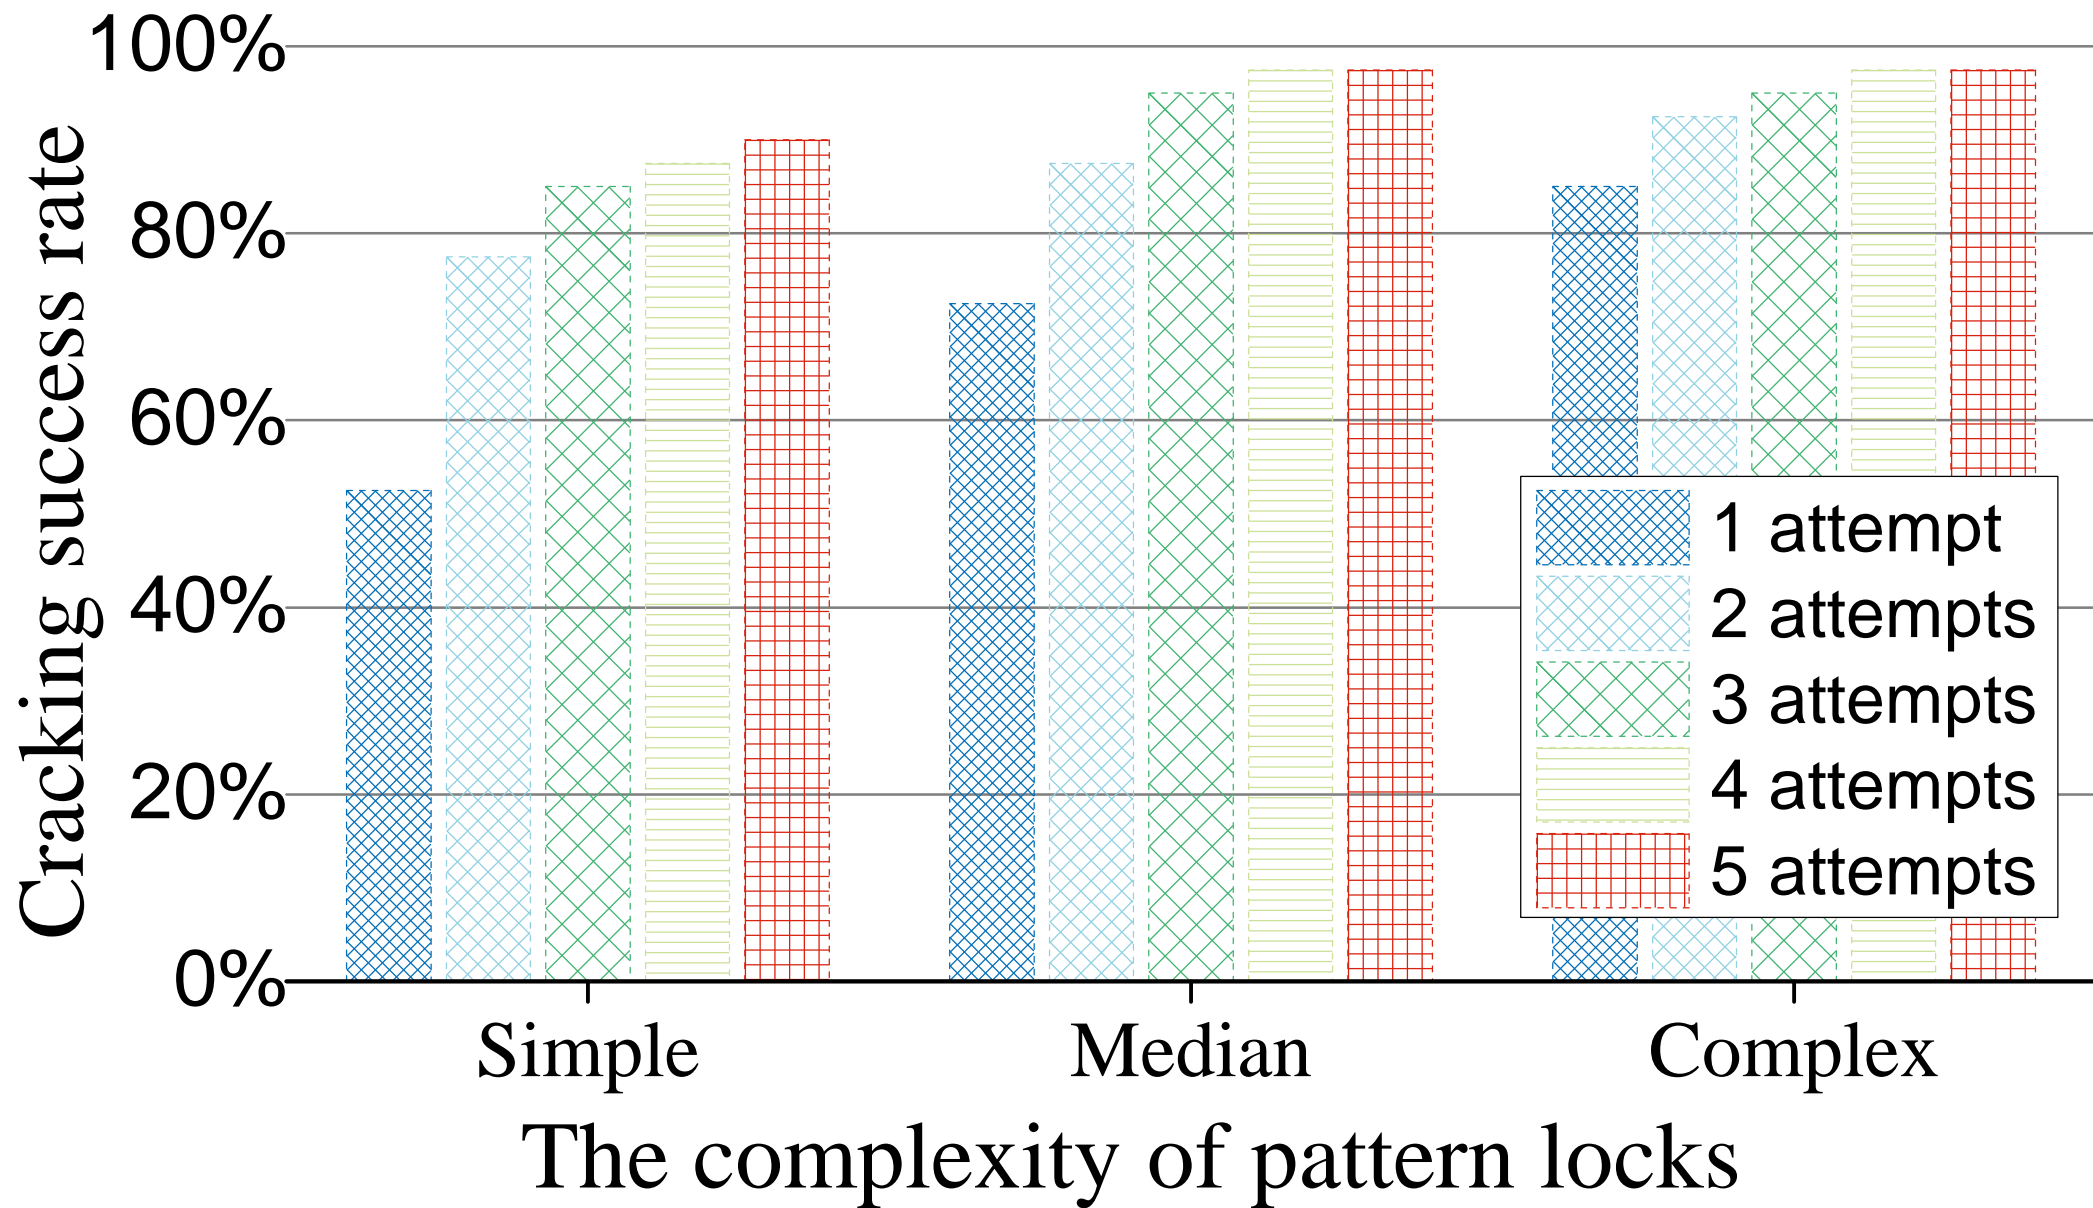 Cracking success rate
100%
80%
60%
40%
20%
0%
1 attempt
2 attempts
3 attempts
4 attempts
5 attempts
Simple Median Complex
The complexity of pattern locks